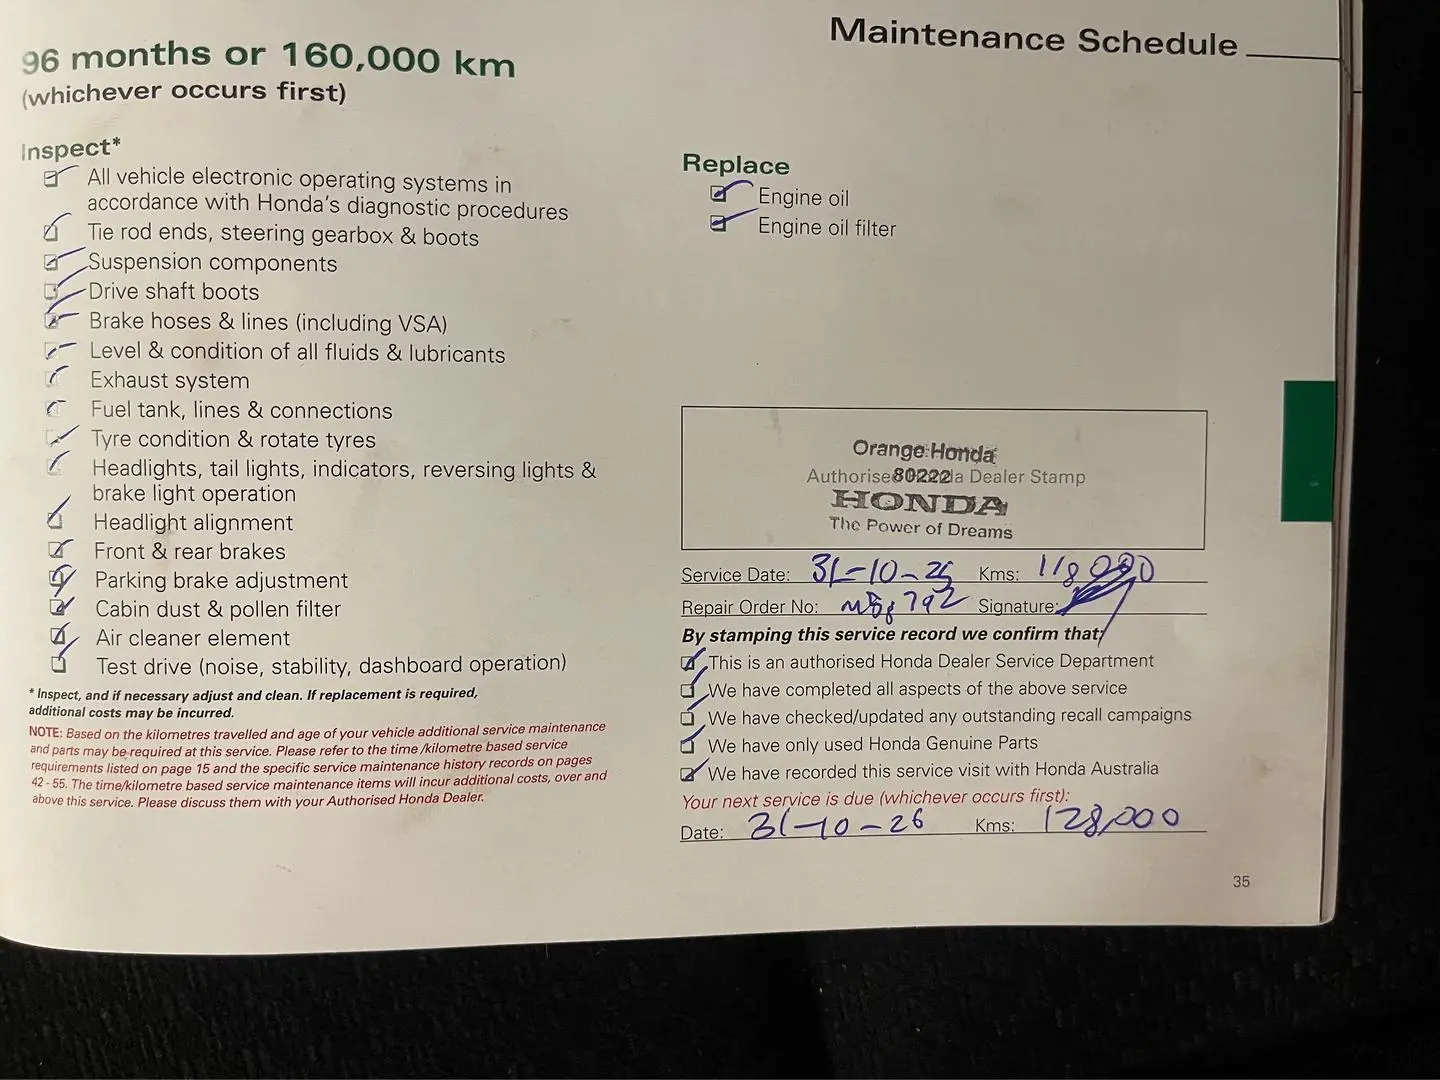 Maintenance Schedule
96 months or 160,000 km
(whichever occurs first)
Inspect*
All vehicle electronic operating systems in
accordance with Honda's diagnostic procedures
Tie rod ends, steering gearbox & boots
Suspension components
Drive shaft boots
Brake hoses & lines (including VSA)
Level & condition of all fluids & lubricants
Exhaust system
Fuel tank, lines & connections
Tyre condition & rotate tyres
Headlights, tail lights, indicators, reversing lights &
brake light operation
Headlight alignment
Front & rear brakes
Parking brake adjustment
Cabin dust & pollen filter
Air cleaner element
Test drive (noise, stability, dashboard operation)
* Inspect, and if necessary adjust and clean. If replacement is required,
additional costs may be incurred.
NOTE: Based on the kilometres travelled and age of your vehicle additional service maintenance
and parts may be required at this service. Please refer to the time /kilometre based service
requirements listed on page 15 and the specific service maintenance history records on pages
42 - 55. The time/kilometre based service maintenance items will incur additional costs, over and
above this service. Please discuss them with your Authorised Honda Dealer.
Replace
Engine oil
Engine oil filter
Orange Honda
Authorise 80222 a Dealer Stamp
HONDA
The Power of Dreams
Service Date: 31-10-25 Kms: 118000
Repair Order No: Signature:
By stamping this service record we confirm that:
This is an authorised Honda Dealer Service Department
We have completed all aspects of the above service
We have checked/updated any outstanding recall campaigns
We have only used Honda Genuine Parts
We have recorded this service visit with Honda Australia
Your next service is due (whichever occurs first):
Date: 31-10-26 Kms: 128,000
35